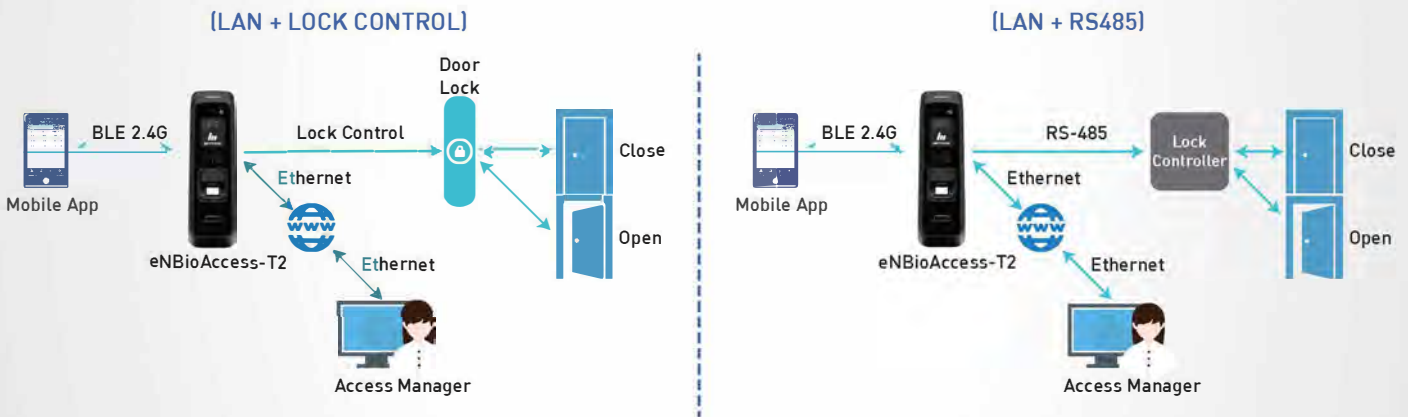 (LAN + LOCK CONTROL)
Door
Lock
BLE 2.4G
Lock Control
Close
Mobile App
Ethernet
www
Open
eNBioAccess-T2
Ethernet
Access Manager
(LAN + RS485)
BLE 2.4G
RS-485
Lock
Controller
Close
Mobile App
Ethernet
www
Open
eNBioAccess-T2
Ethernet
Access Manager